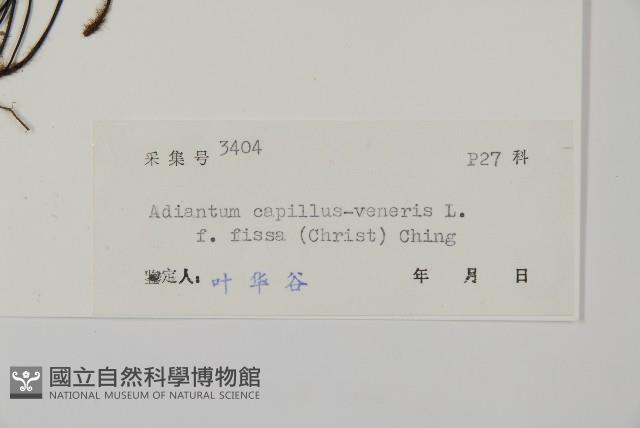 采集号 3404 P27 科
Adiantum capillus-veneris L.
f. fissa (Christ) Ching
鉴定人: 叶华谷 年 月 日
國立自然科學博物館
NATIONAL MUSEUM OF NATURAL SCIENCE